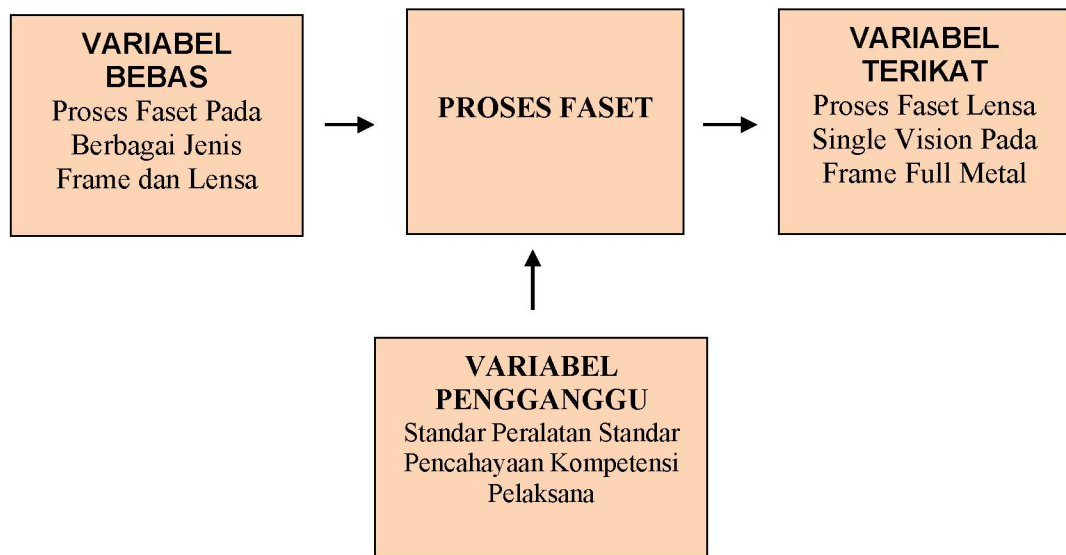 VARIABEL
BEBAS
Proses Faset Pada
Berbagai Jenis
Frame dan Lensa
PROSES FASET
VARIABEL
TERIKAT
Proses Faset Lensa
Single Vision Pada
Frame Full Metal
VARIABEL
PENGGANGGU
Standar Peralatan Standar
Pencahayaan Kompetensi
Pelaksana